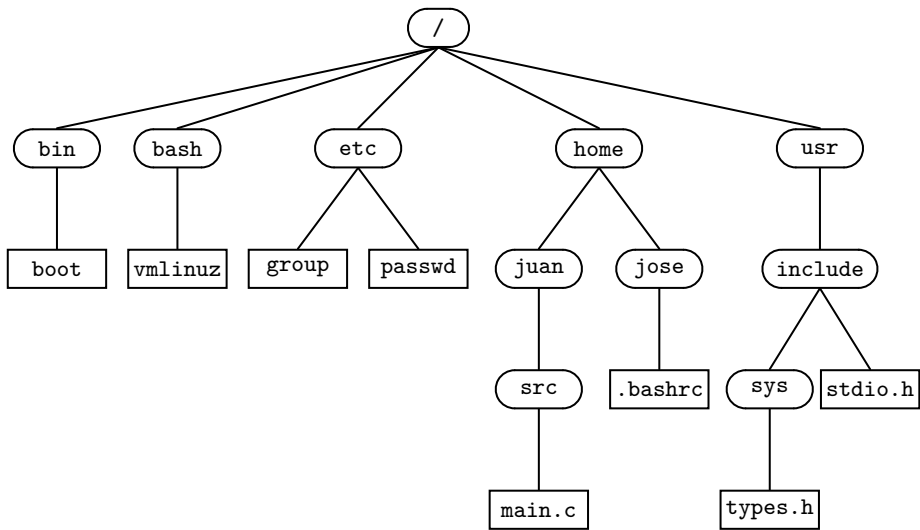 /
bin bash etc home usr
boot vmlinuz group passwd juan jose include
src .bashrc sys stdio.h
main.c types.h